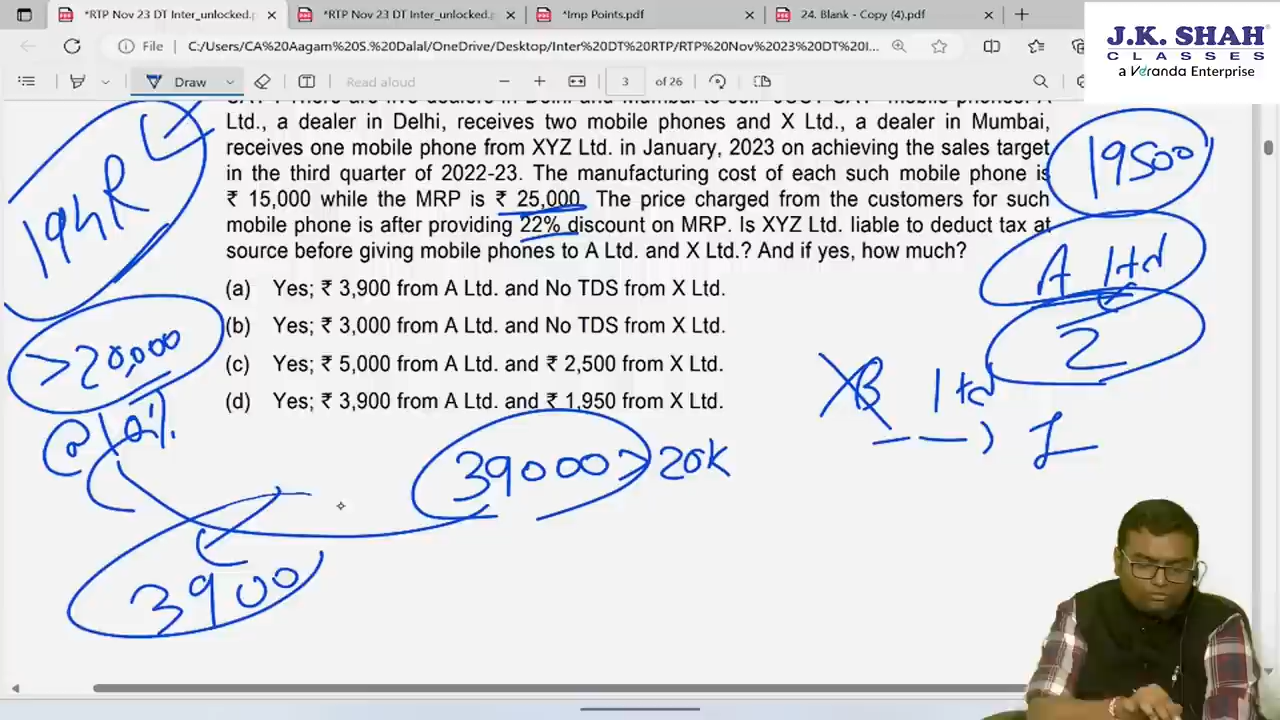 *RTP Nov 23 DT Inter_unlocked.p
*RTP Nov 23 DT Inter_unlocked.p
*Imp Points.pdf
24. Blank - Copy (4).pdf
J.K. SHAH
CLASSES
a Veranda Enterprise
File
C:/Users/CA%20Aagam%20S.%20Dalal/OneDrive/Desktop/Inter%20DT%20RTP/RTP%20Nov%202023%20DT%20I...
Draw
Read aloud
3
of 26
Ltd., a dealer in Delhi, receives two mobile phones and X Ltd., a dealer in Mumbai,
receives one mobile phone from XYZ Ltd. in January, 2023 on achieving the sales target
in the third quarter of 2022-23. The manufacturing cost of each such mobile phone is
₹ 15,000 while the MRP is ₹ 25,000. The price charged from the customers for such
mobile phone is after providing 22% discount on MRP. Is XYZ Ltd. liable to deduct tax at
source before giving mobile phones to A Ltd. and X Ltd.? And if yes, how much?
(a) Yes; ₹ 3,900 from A Ltd. and No TDS from X Ltd.
(b) Yes; ₹ 3,000 from A Ltd. and No TDS from X Ltd.
(c) Yes; ₹ 5,000 from A Ltd. and ₹ 2,500 from X Ltd.
(d) Yes; ₹ 3,900 from A Ltd. and ₹ 1,950 from X Ltd.
194R
19500
A Ltd
2
>20,000
@10%
Ltd
1
39000 > 20K
3900